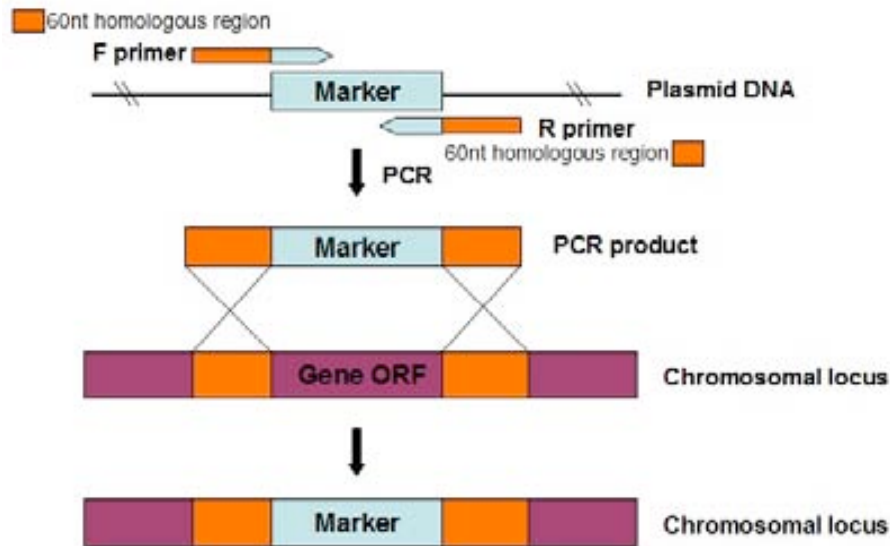 60nt homologous region
F primer
Marker
Plasmid DNA
R primer
60nt homologous region
PCR
Marker
PCR product
Gene ORF
Chromosomal locus
Marker
Chromosomal locus